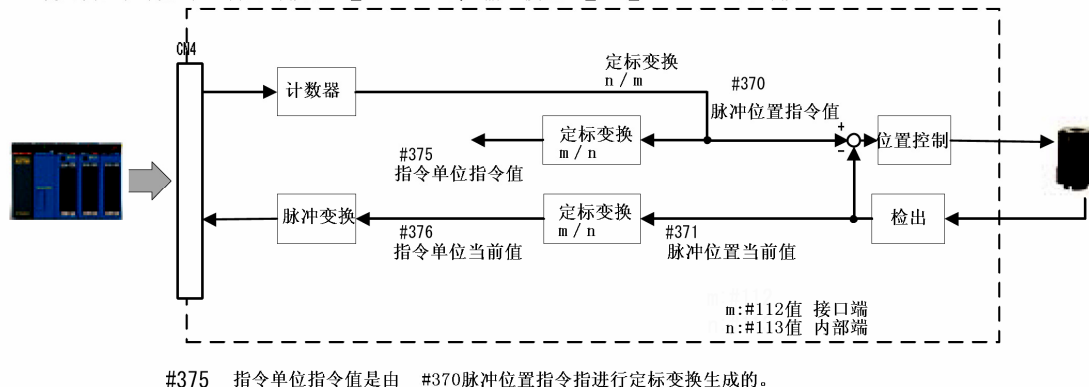 CN4
计数器
定标变换
n / m
#370
脉冲位置指令值
定标变换
m / n
+
-
位置控制
#375
指令单位指令值
脉冲变换
#376
指令单位当前值
定标变换
m / n
#371
脉冲位置当前值
检出
m:#112值 接口端
n:#113值 内部端
#375 指令单位指令值是由 #370脉冲位置指令指进行定标变换生成的。